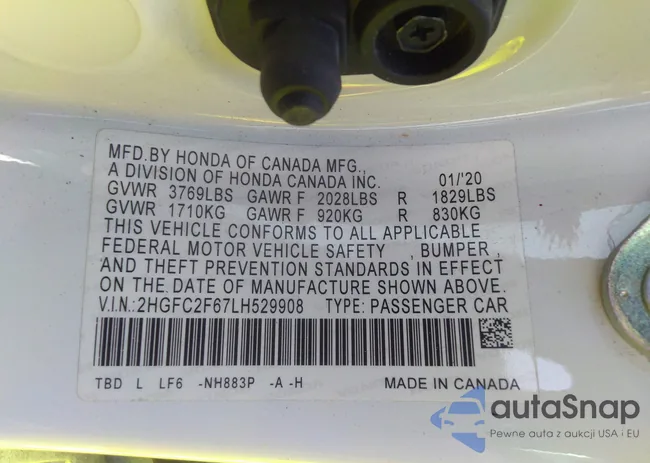 MFD.BY HONDA OF CANADA MFG.,
A DIVISION OF HONDA CANADA INC. 01/'20
GVWR 3769LBS GAWR F 2028LBS R 1829LBS
GVWR 1710KG GAWR F 920KG R 830KG
THIS VEHICLE CONFORMS TO ALL APPLICABLE
FEDERAL MOTOR VEHICLE SAFETY , BUMPER ,
AND THEFT PREVENTION STANDARDS IN EFFECT
ON THE DATE OF MANUFACTURE SHOWN ABOVE.
V.I.N.:2HGFC2F67LH529908 TYPE: PASSENGER CAR
TBD L LF6 -NH883P -A -H MADE IN CANADA
autaSnap
Pewne auta z aukcji USA i EU